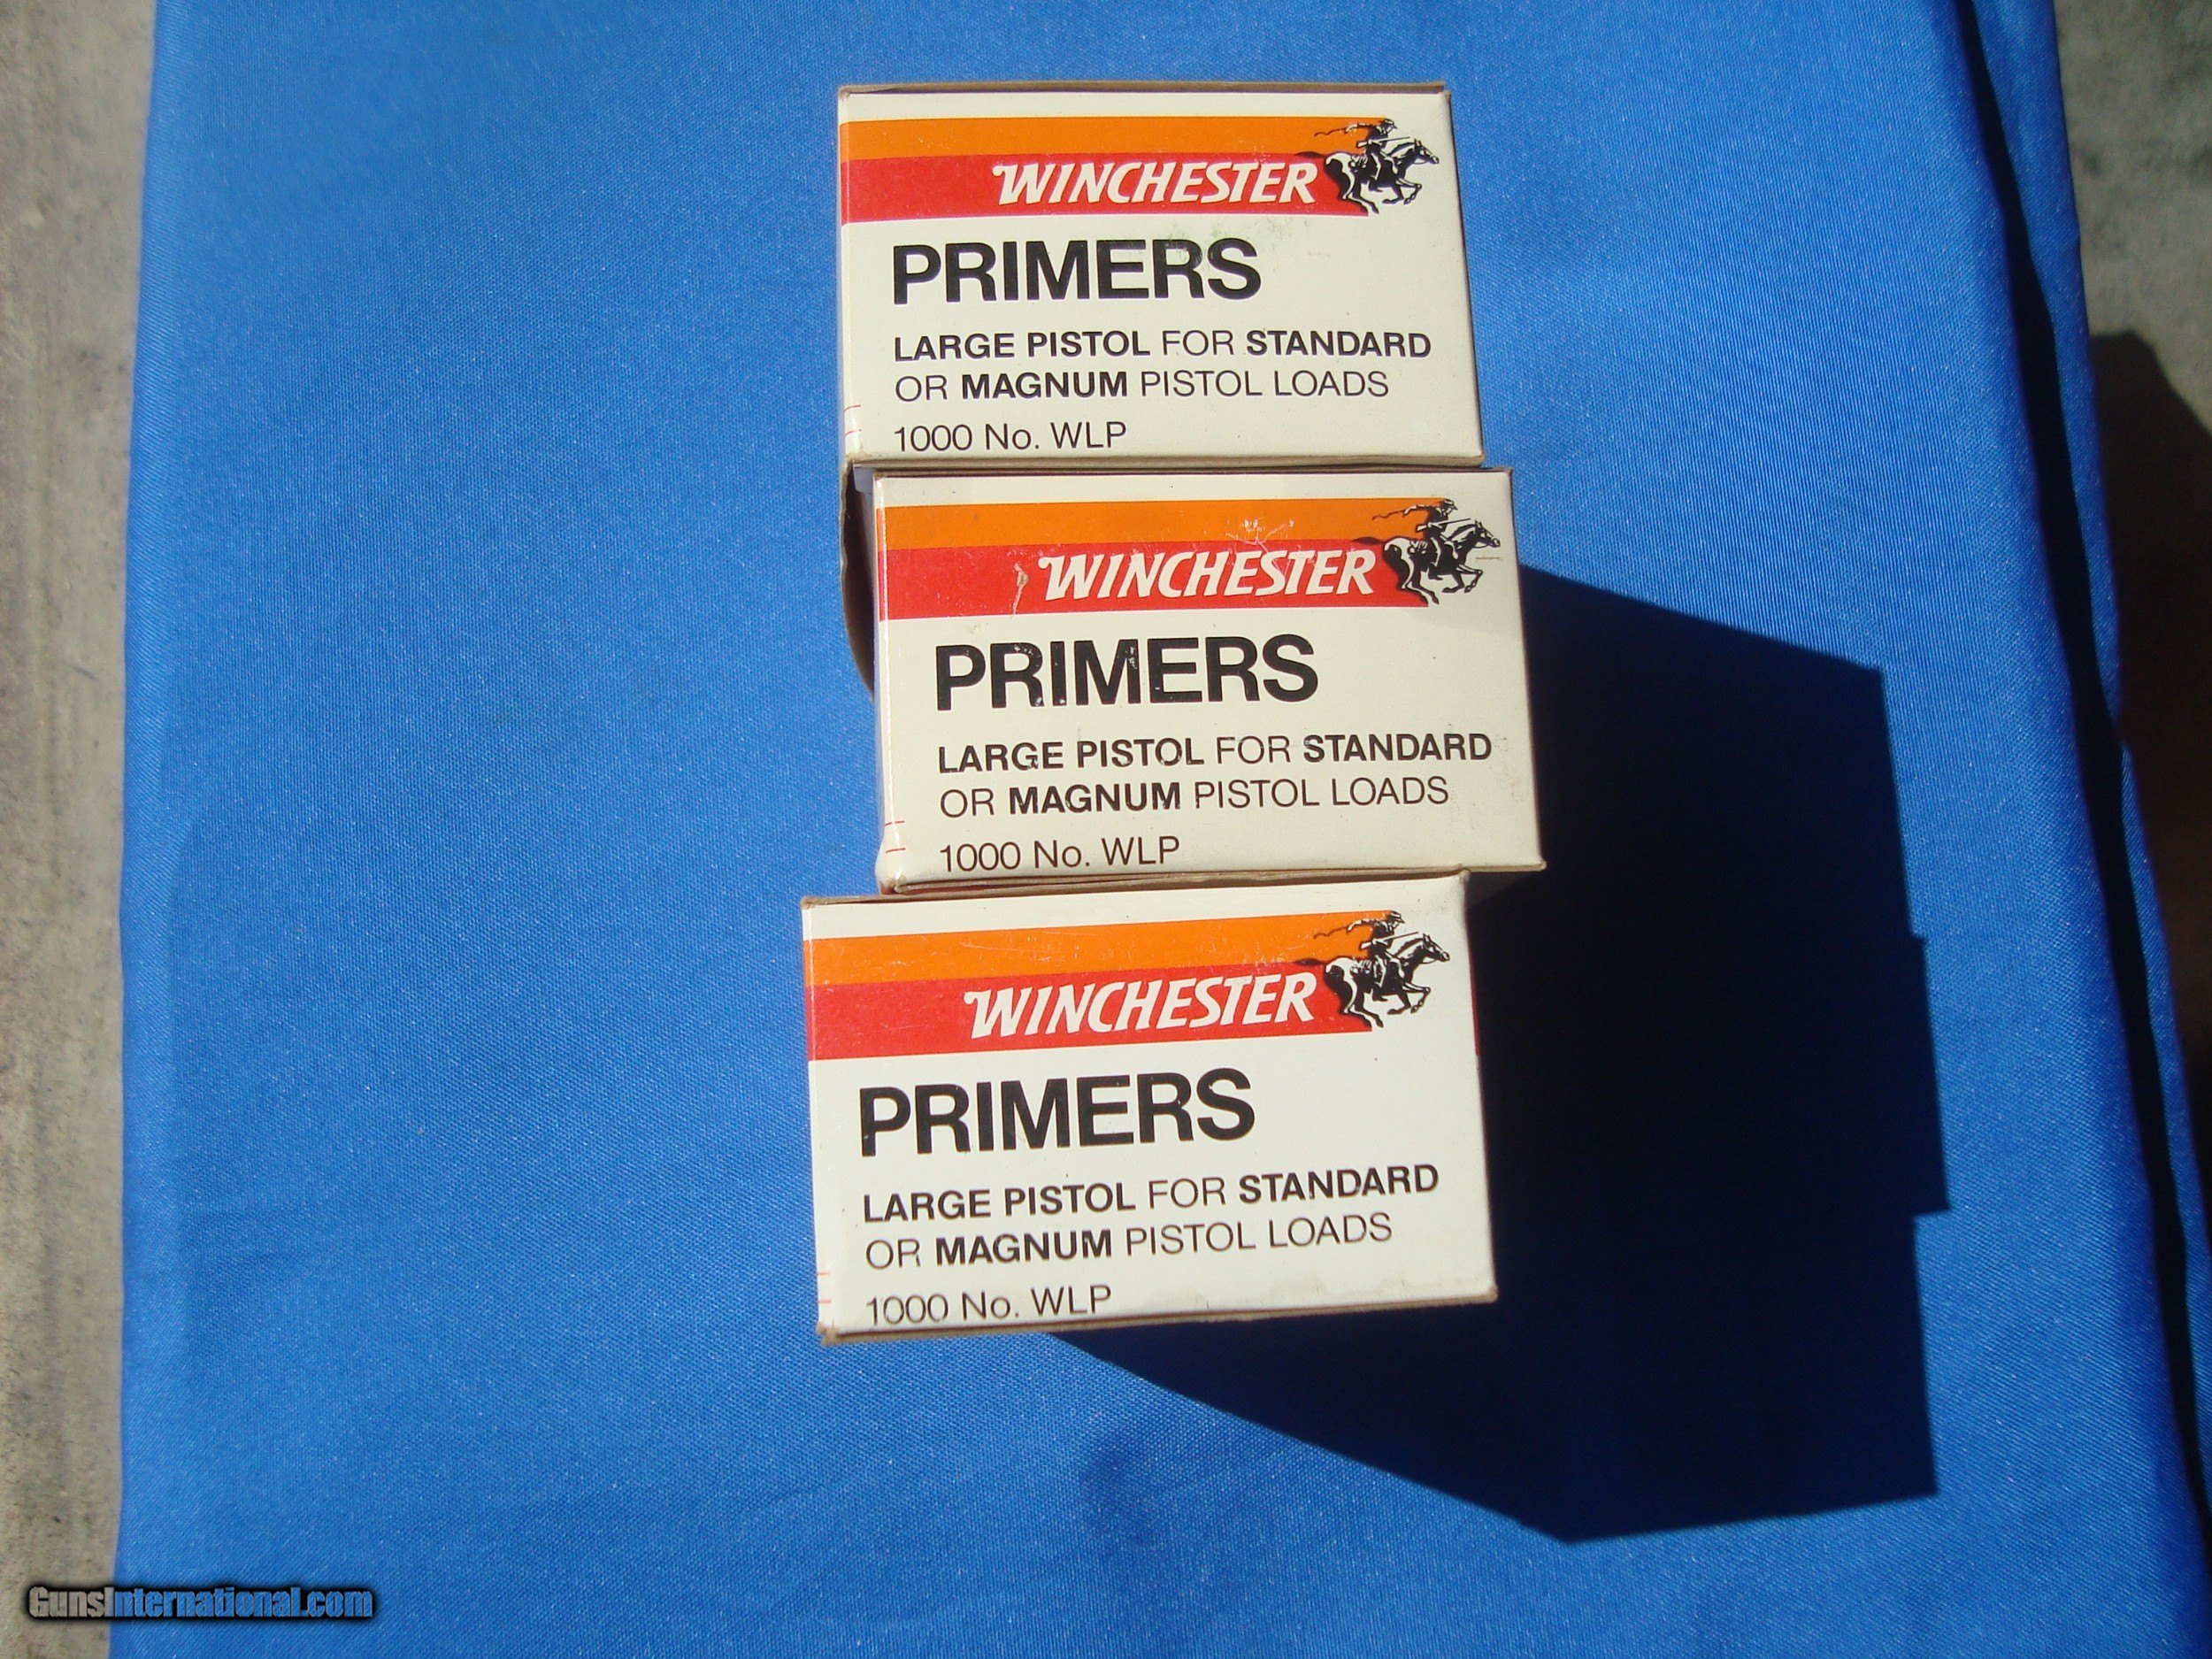 WINCHESTER
PRIMERS
LARGE PISTOL FOR STANDARD
OR MAGNUM PISTOL LOADS
1000 No. WLP
WINCHESTER
PRIMERS
LARGE PISTOL FOR STANDARD
OR MAGNUM PISTOL LOADS
1000 No. WLP
WINCHESTER
PRIMERS
LARGE PISTOL FOR STANDARD
OR MAGNUM PISTOL LOADS
1000 No. WLP
GunsInternational.com